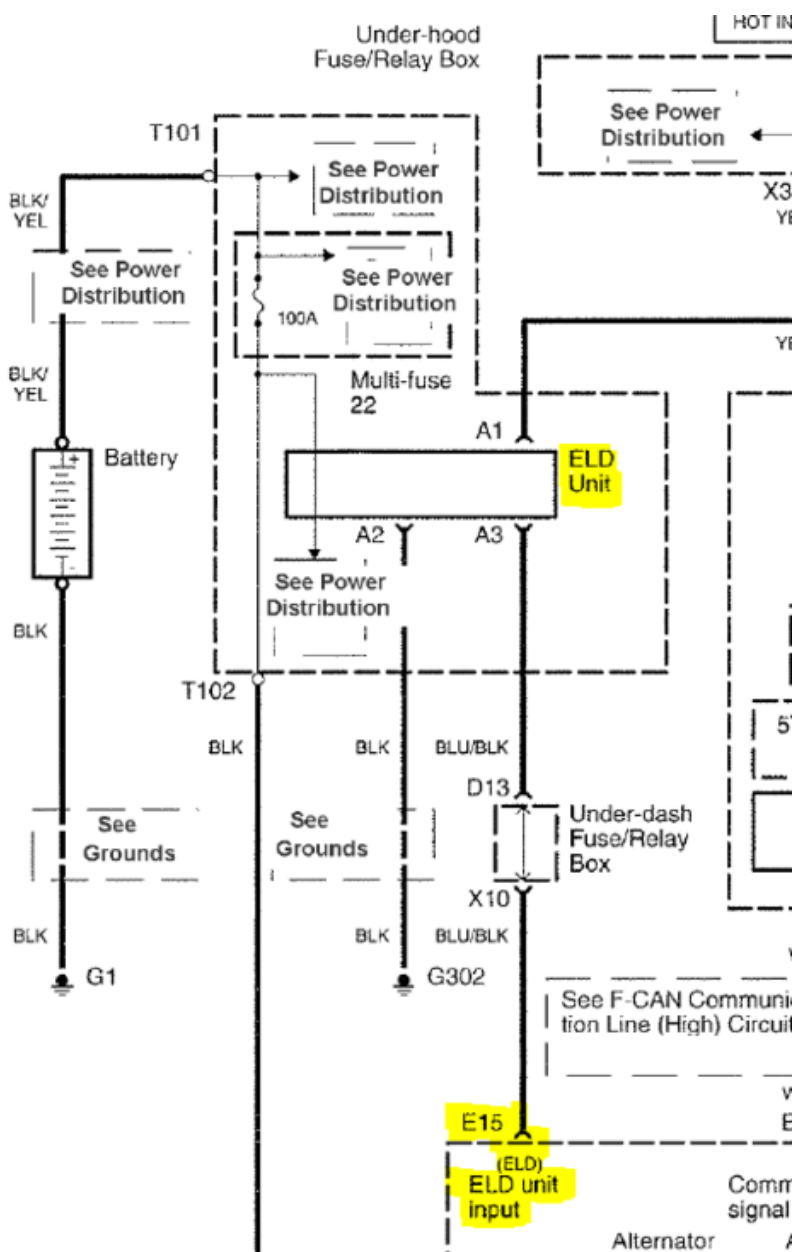 HOT IN
Under-hood
Fuse/Relay Box
See Power
Distribution
T101
See Power
Distribution
BLK/
YEL
X3
See Power
Distribution
See Power
Distribution
100A
BLK/
YEL
Multi-fuse
22
A1
ELD
Unit
Battery
+
-
A2
A3
See Power
Distribution
BLK
T102
BLK
BLK
BLU/BLK
D13
Under-dash
Fuse/Relay
Box
See
Grounds
See
Grounds
X10
BLK
BLK
BLU/BLK
G1
G302
See F-CAN Communic
tion Line (High) Circuit
E15
(ELD)
ELD unit
input
Comm
signal
Alternator